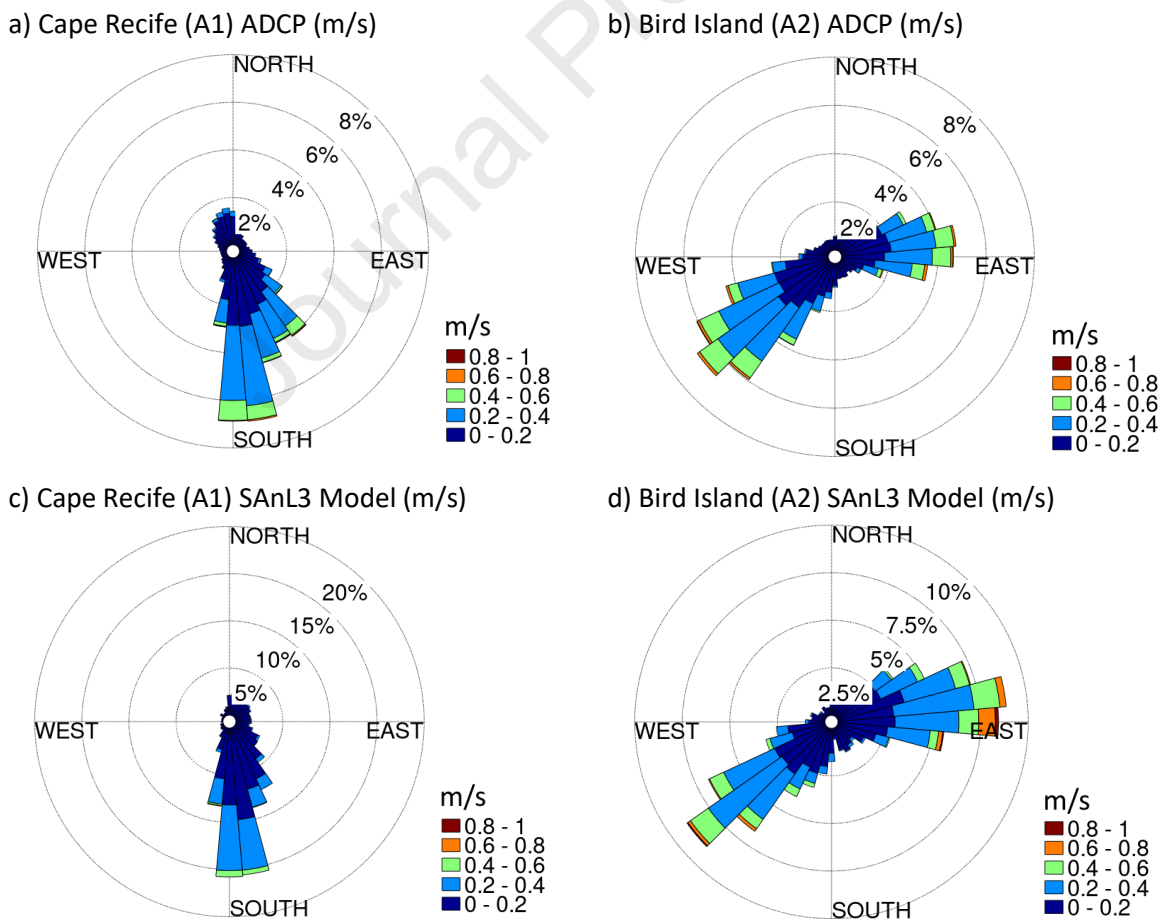 Journal Pr
a) Cape Recife (A1) ADCP (m/s)
NORTH
8%
6%
4%
2%
WEST
EAST
SOUTH
m/s
0.8 - 1
0.6 - 0.8
0.4 - 0.6
0.2 - 0.4
0 - 0.2
b) Bird Island (A2) ADCP (m/s)
NORTH
8%
6%
4%
2%
WEST
EAST
SOUTH
m/s
0.8 - 1
0.6 - 0.8
0.4 - 0.6
0.2 - 0.4
0 - 0.2
c) Cape Recife (A1) SAnL3 Model (m/s)
NORTH
20%
15%
10%
5%
WEST
EAST
SOUTH
m/s
0.8 - 1
0.6 - 0.8
0.4 - 0.6
0.2 - 0.4
0 - 0.2
d) Bird Island (A2) SAnL3 Model (m/s)
NORTH
10%
7.5%
5%
2.5%
WEST
EAST
SOUTH
m/s
0.8 - 1
0.6 - 0.8
0.4 - 0.6
0.2 - 0.4
0 - 0.2